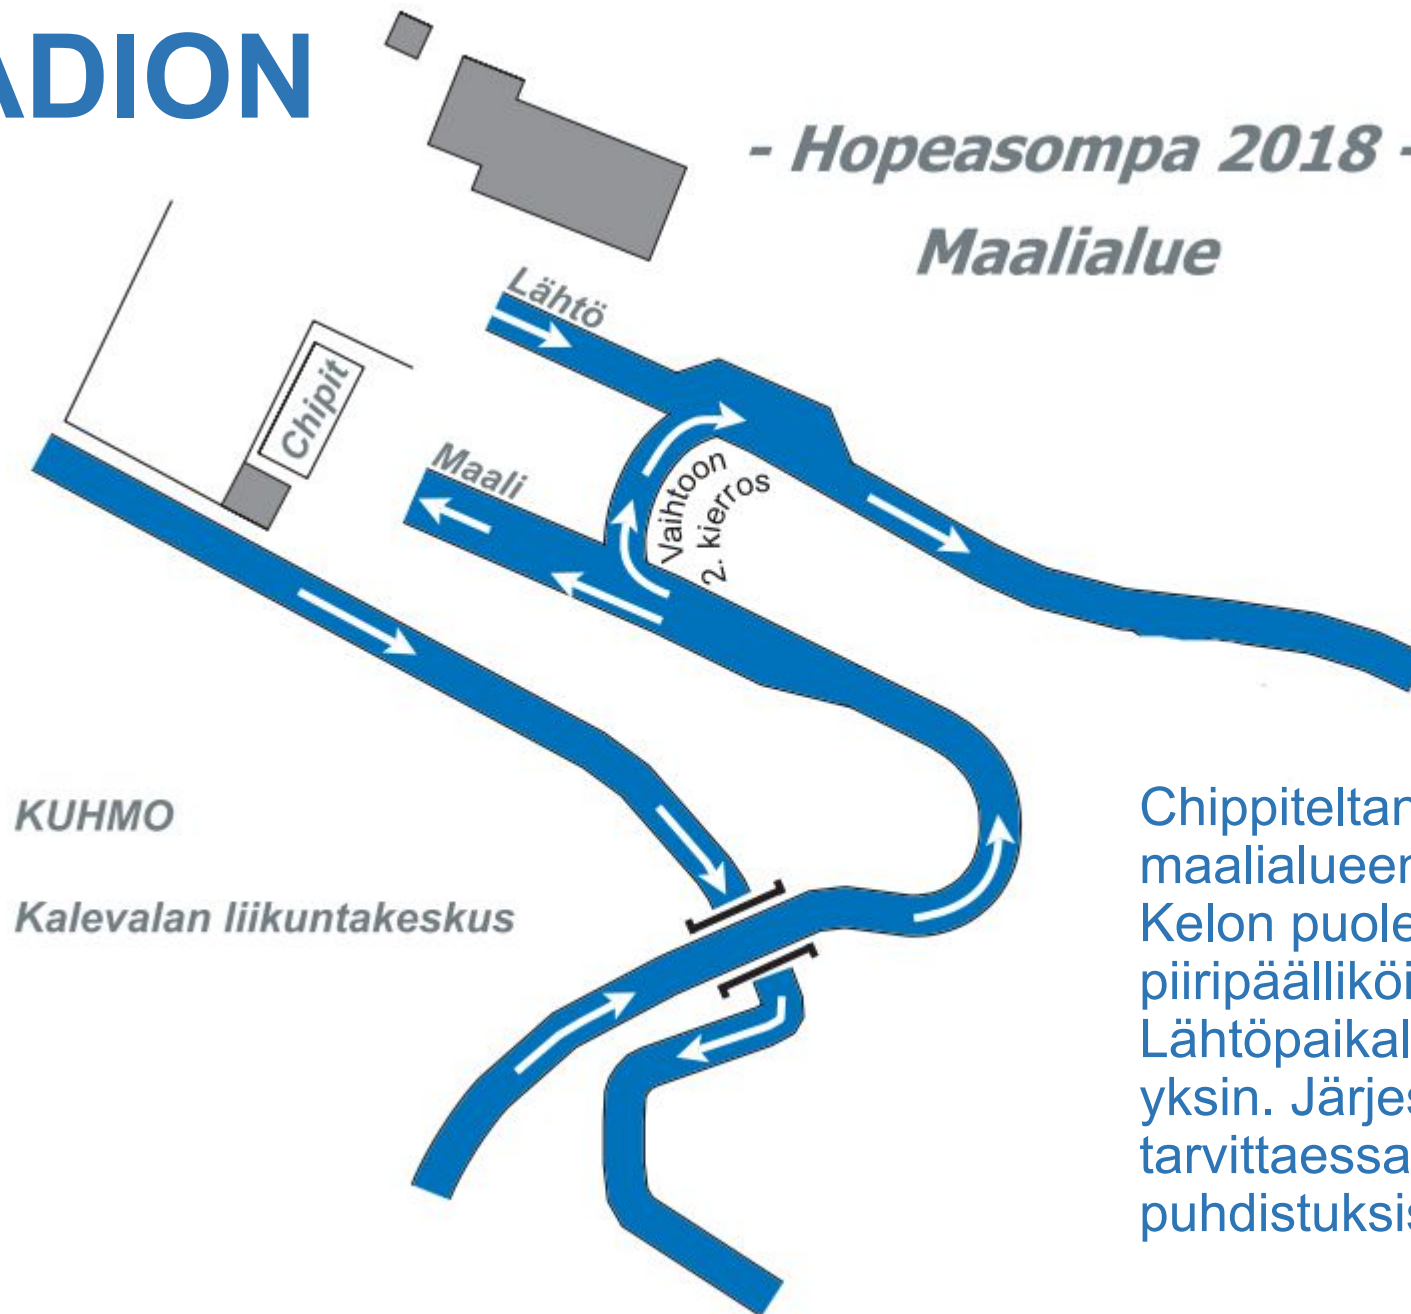 ADION
- Hopeasompa 2018 -
Maalialue
Lähtö
Chipit
Maali
Vaihtoon
2. kierros
KUHMO
Kalevalan liikuntakeskus
Chippiteltan
maalialueen
Kelon puole
piiripäälliköi
Lähtöpaikal
yksin. Järjes
tarvittaessa
puhdistuksis